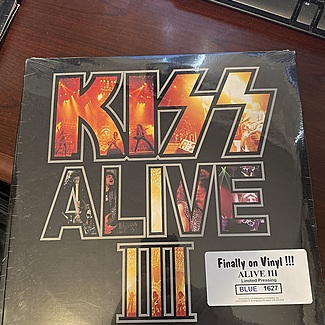 KISS
ALIVE
III
Finally on Vinyl !!!
ALIVE III
Limited Pressing
BLUE 1627